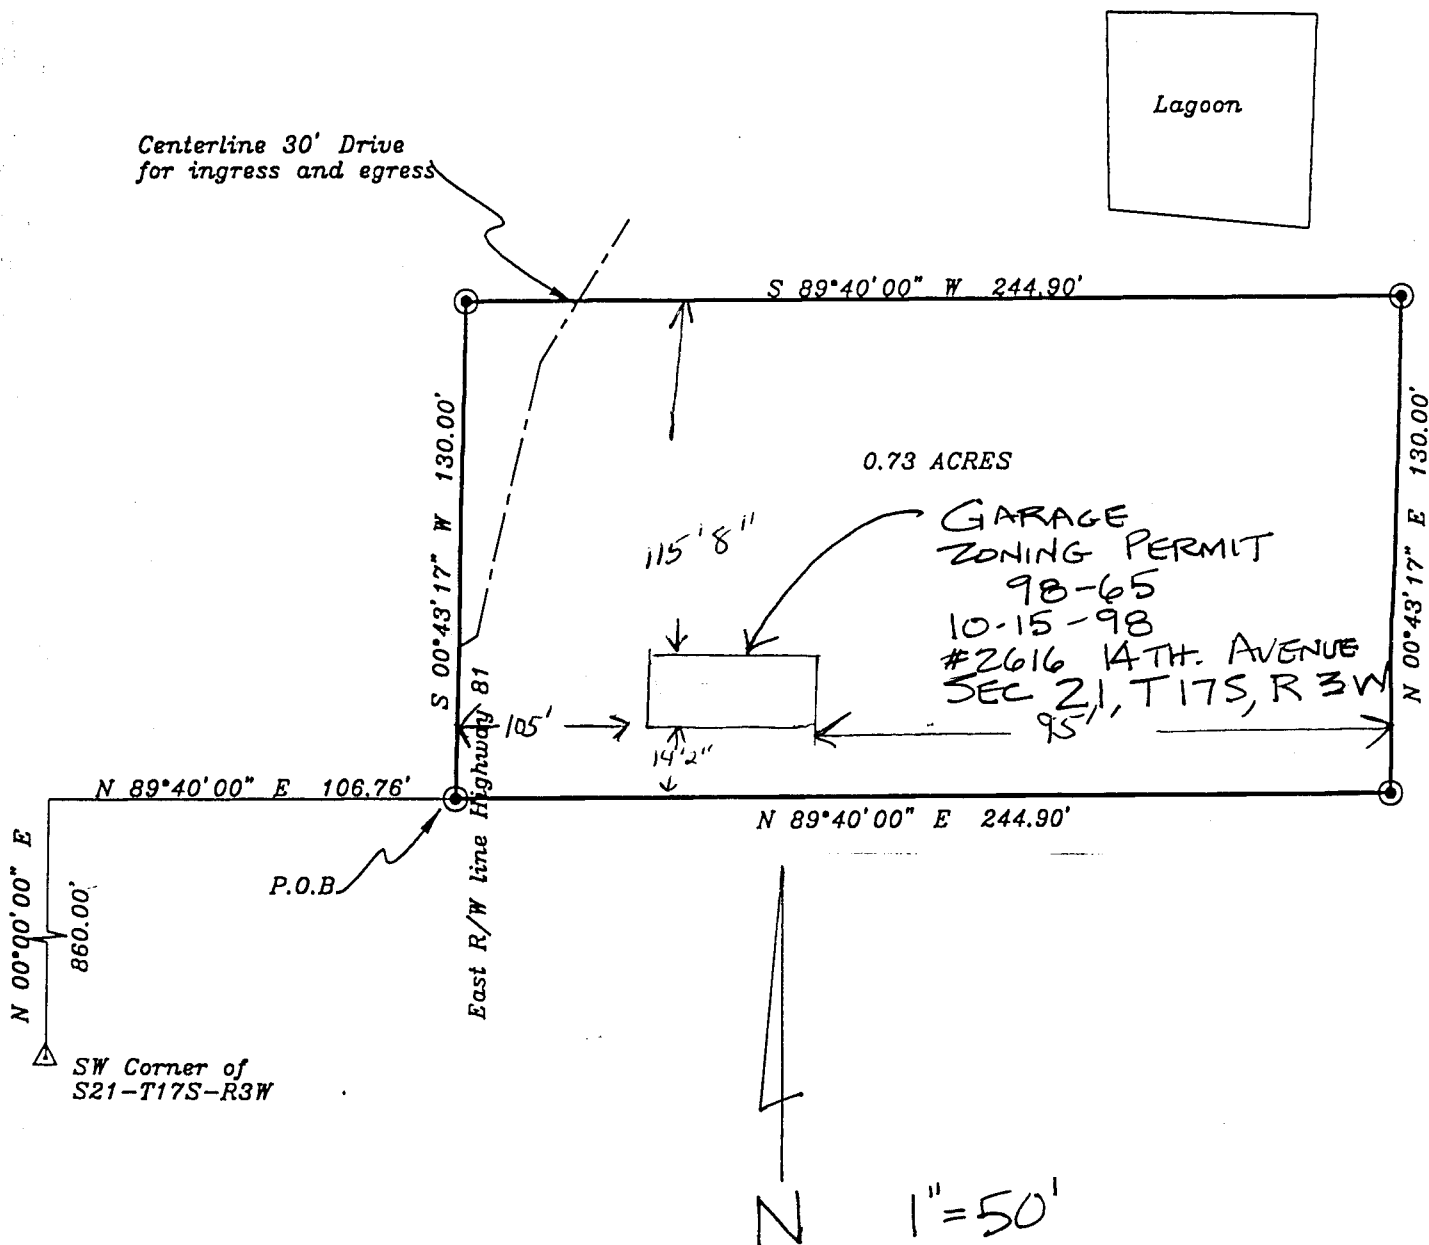 Lagoon
Centerline 30' Drive
for ingress and egress
S 89°40'00" W 244.90'
S 00°43'17" W 130.00'
N 00°43'17" E 130.00'
0.73 ACRES
GARAGE
ZONING PERMIT
98-65
10-15-98
#2616 14TH. AVENUE
SEC 21, T17S, R3W
115'8"
105'
95'
14'2"
N 89°40'00" E 106.76'
N 89°40'00" E 244.90'
P.O.B.
East R/W line Highway 81
N 00°00'00" E
860.00'
SW Corner of
S21-T17S-R3W
N
1"=50'